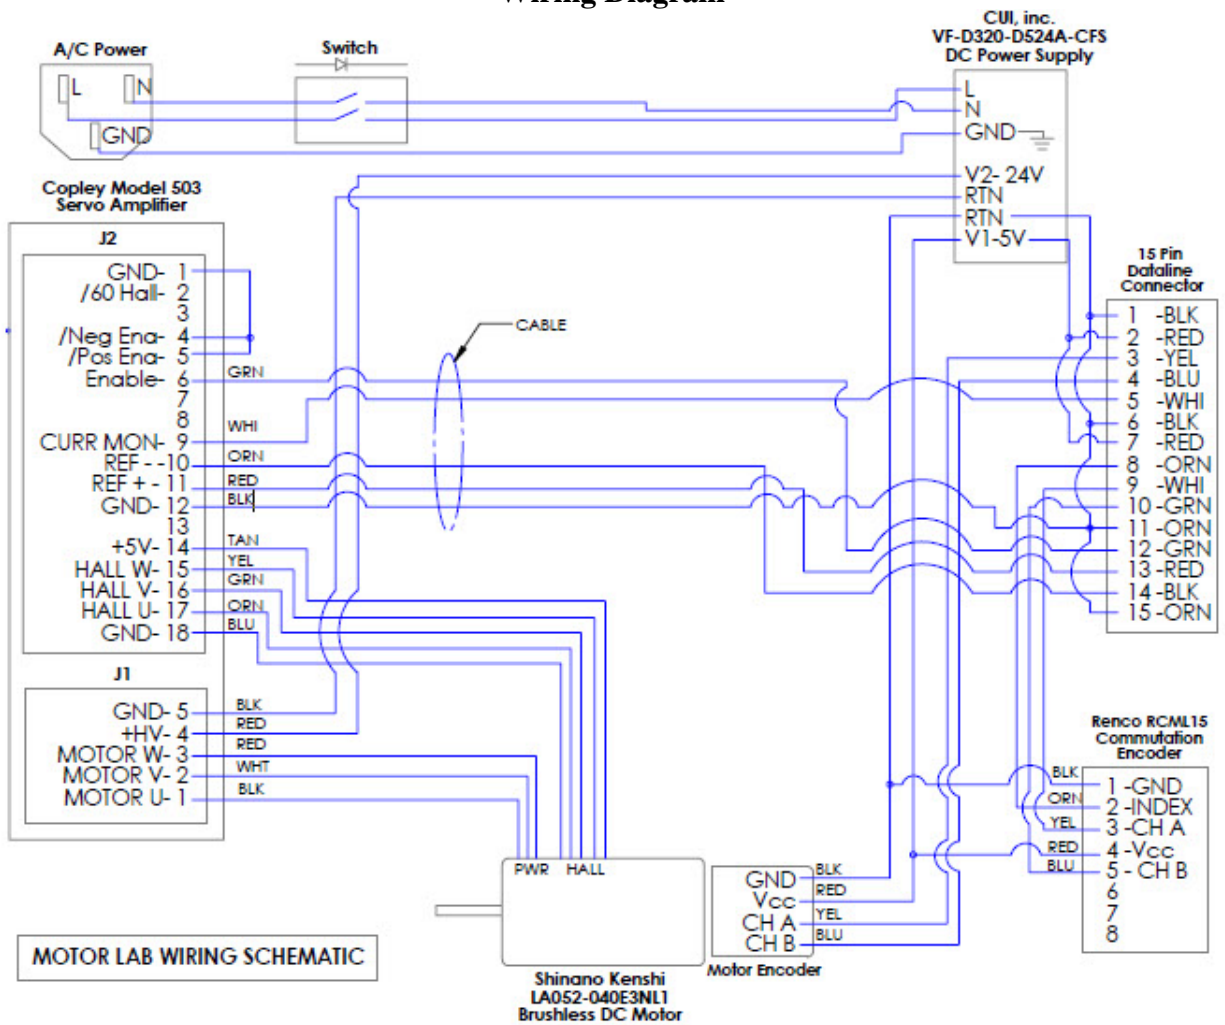 Wiring Diagram
CUI, inc.
VF-D320-D524A-CFS
DC Power Supply
A/C Power
Switch
L
N
GND
L
N
GND
V2- 24V
RTN
RTN
V1-5V
Copley Model 503
Servo Amplifier
J2
GND- 1
/60 Hall- 2
3
/Neg Ena- 4
/Pos Ena- 5
Enable- 6
7
8
CURR MON- 9
REF - -10
REF + - 11
GND- 12
13
+5V- 14
HALL W- 15
HALL V- 16
HALL U- 17
GND- 18
GRN
WHI
ORN
RED
BLK
TAN
YEL
GRN
ORN
BLU
CABLE
J1
GND- 5
+HV- 4
MOTOR W- 3
MOTOR V- 2
MOTOR U- 1
BLK
RED
RED
WHT
BLK
15 Pin
Dataline
Connector
1 -BLK
2 -RED
3 -YEL
4 -BLU
5 -WHI
6 -BLK
7 -RED
8 -ORN
9 -WHI
10 -GRN
11 -ORN
12 -GRN
13 -RED
14 -BLK
15 -ORN
Renco RCML15
Commutation
Encoder
BLK
ORN
YEL
RED
BLU
1 -GND
2 -INDEX
3 -CH A
4 -Vcc
5 - CH B
6
7
8
PWR HALL
Shinano Kenshi
LA052-040E3NL1
Brushless DC Motor
GND
Vcc
CH A
CH B
BLK
RED
YEL
BLU
Motor Encoder
MOTOR LAB WIRING SCHEMATIC